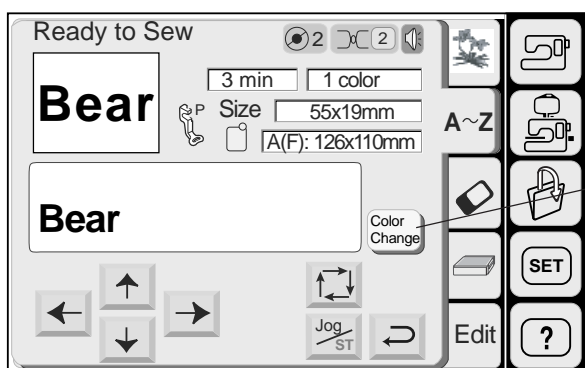 Ready to Sew
2
2
3 min
1 color
Bear
P
Size
55x19mm
A(F): 126x110mm
A~Z
Bear
Color
Change
Jog
ST
Edit
SET
?